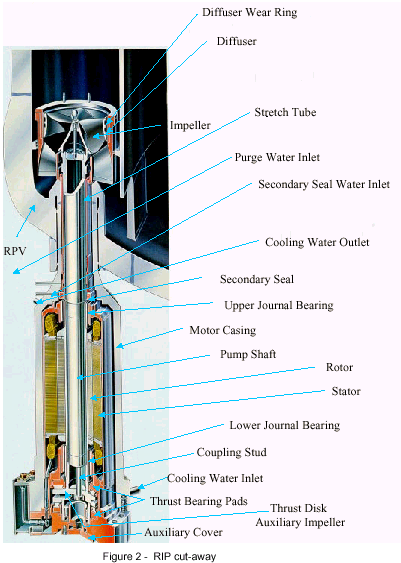 Diffuser Wear Ring
Diffuser
Stretch Tube
Impeller
Purge Water Inlet
Secondary Seal Water Inlet
RPV
Cooling Water Outlet
Secondary Seal
Upper Journal Bearing
Motor Casing
Pump Shaft
Rotor
Stator
Lower Journal Bearing
Coupling Stud
Cooling Water Inlet
Thrust Bearing Pads
Thrust Disk
Auxiliary Impeller
Auxiliary Cover
Figure 2 - RIP cut-away